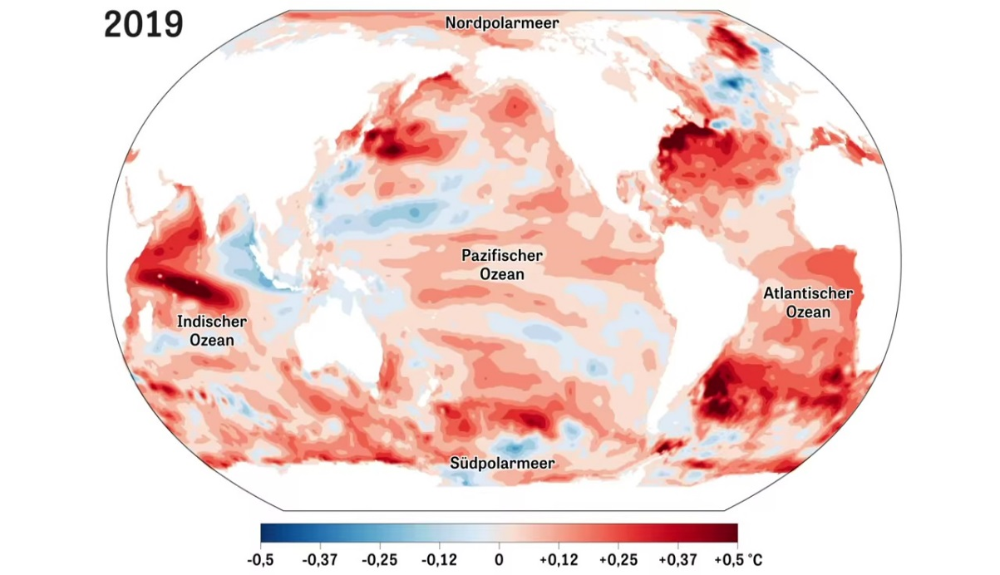 2019
Nordpolarmeer
Pazifischer
Ozean
Atlantischer
Ozean
Indischer
Ozean
Südpolarmeer
-0,5 -0,37 -0,25 -0,12 0 +0,12 +0,25 +0,37 +0,5 °C